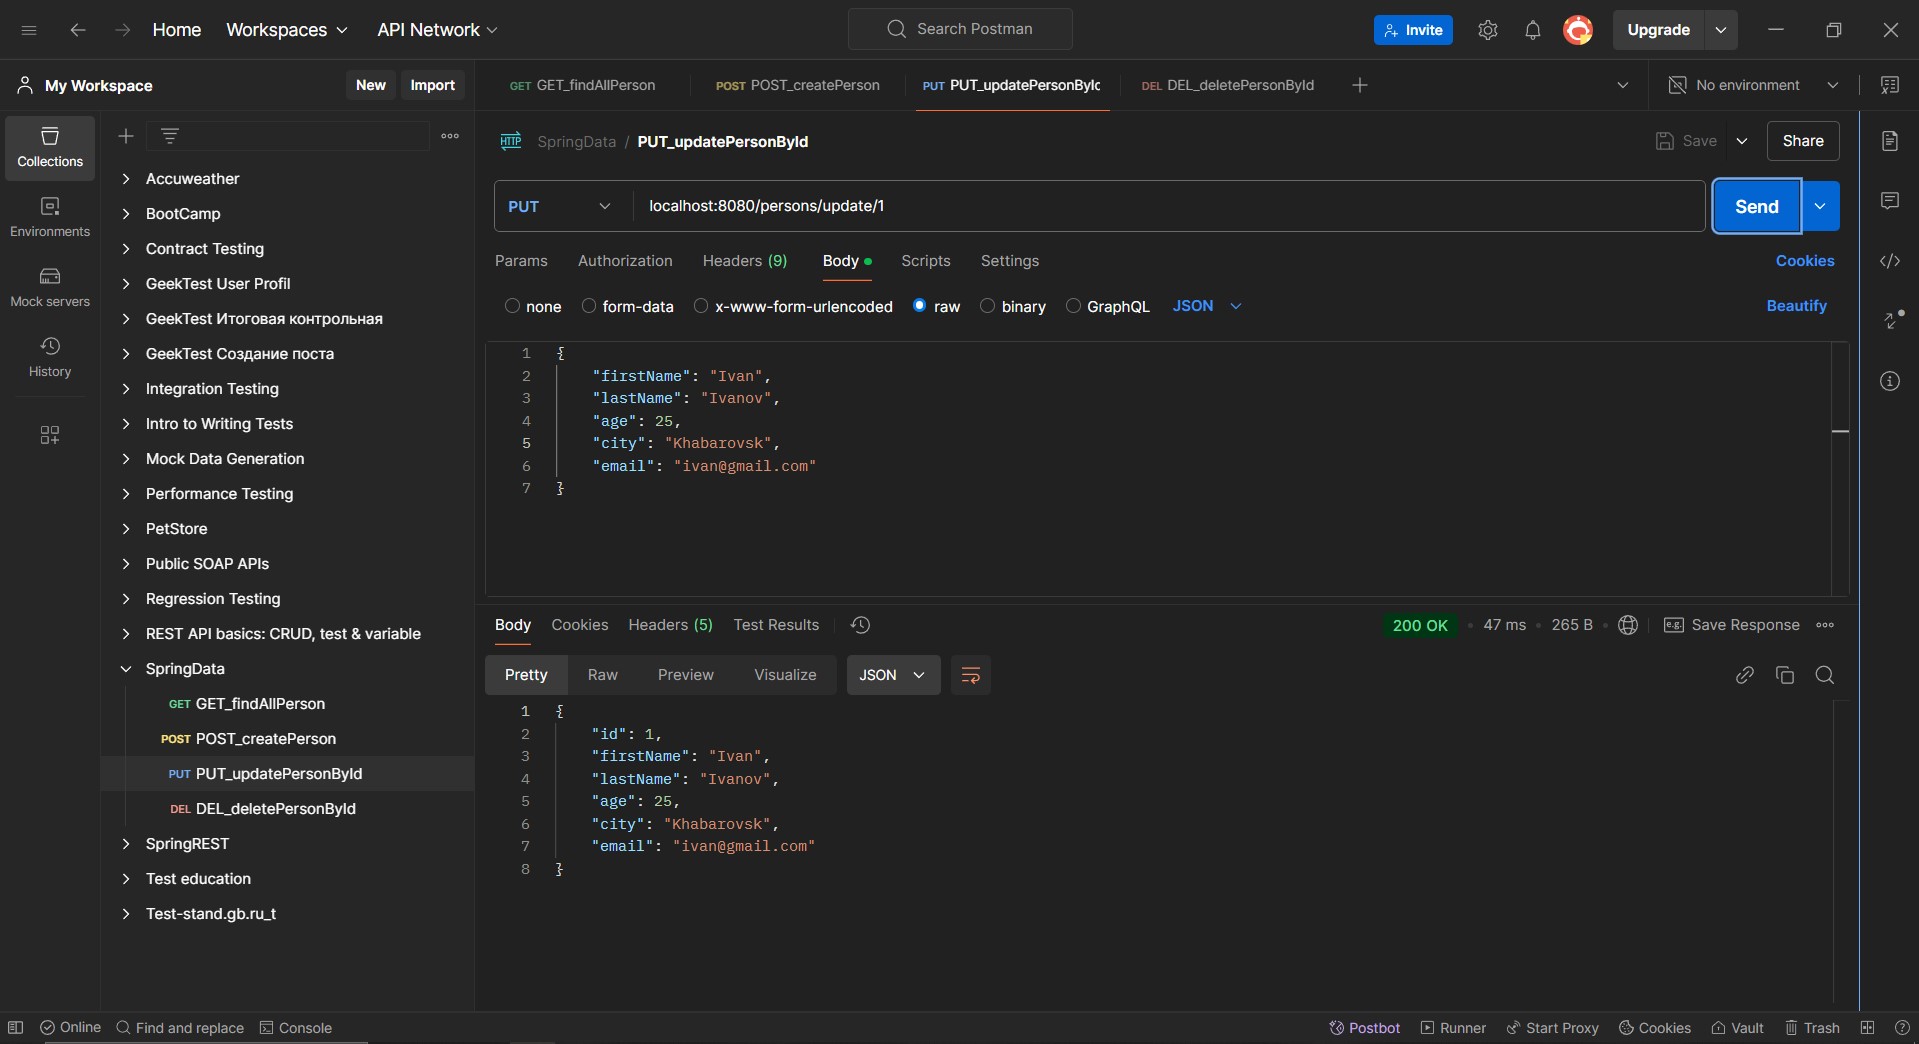 Home Workspaces API Network Search Postman Invite Upgrade
My Workspace New Import GET GET_findAllPerson POST POST_createPerson PUT PUT_updatePersonById DEL DEL_deletePersonById No environment
Collections
Environments
Mock servers
History
Accuweather
BootCamp
Contract Testing
GeekTest User Profil
GeekTest Итоговая контрольная
GeekTest Создание поста
Integration Testing
Intro to Writing Tests
Mock Data Generation
Performance Testing
PetStore
Public SOAP APIs
Regression Testing
REST API basics: CRUD, test & variable
SpringData
GET GET_findAllPerson
POST POST_createPerson
PUT PUT_updatePersonById
DEL DEL_deletePersonById
SpringREST
Test education
Test-stand.gb.ru_t
HTTP SpringData / PUT_updatePersonById Save Share
PUT localhost:8080/persons/update/1 Send
Params Authorization Headers (9) Body Scripts Settings Cookies
none form-data x-www-form-urlencoded raw binary GraphQL JSON Beautify
1 {
2 "firstName": "Ivan",
3 "lastName": "Ivanov",
4 "age": 25,
5 "city": "Khabarovsk",
6 "email": "ivan@gmail.com"
7 }
Body Cookies Headers (5) Test Results 200 OK 47 ms 265 B e.g. Save Response
Pretty Raw Preview Visualize JSON
1 {
2 "id": 1,
3 "firstName": "Ivan",
4 "lastName": "Ivanov",
5 "age": 25,
6 "city": "Khabarovsk",
7 "email": "ivan@gmail.com"
8 }
Online Find and replace Console Postbot Runner Start Proxy Cookies Vault Trash